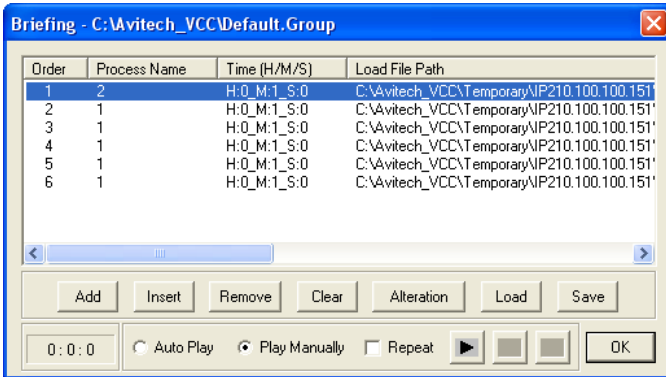 Briefing - C:\Avitech_VCC\Default.Group
Order Process Name Time (H/M/S) Load File Path
1 2 H:0_M:1_S:0 C:\Avitech_VCC\Temporary\IP210.100.100.151'
2 1 H:0_M:1_S:0 C:\Avitech_VCC\Temporary\IP210.100.100.151'
3 1 H:0_M:1_S:0 C:\Avitech_VCC\Temporary\IP210.100.100.151'
4 1 H:0_M:1_S:0 C:\Avitech_VCC\Temporary\IP210.100.100.151'
5 1 H:0_M:1_S:0 C:\Avitech_VCC\Temporary\IP210.100.100.151'
6 1 H:0_M:1_S:0 C:\Avitech_VCC\Temporary\IP210.100.100.151'
Add Insert Remove Clear Alteration Load Save
0 : 0 : 0 Auto Play Play Manually Repeat OK